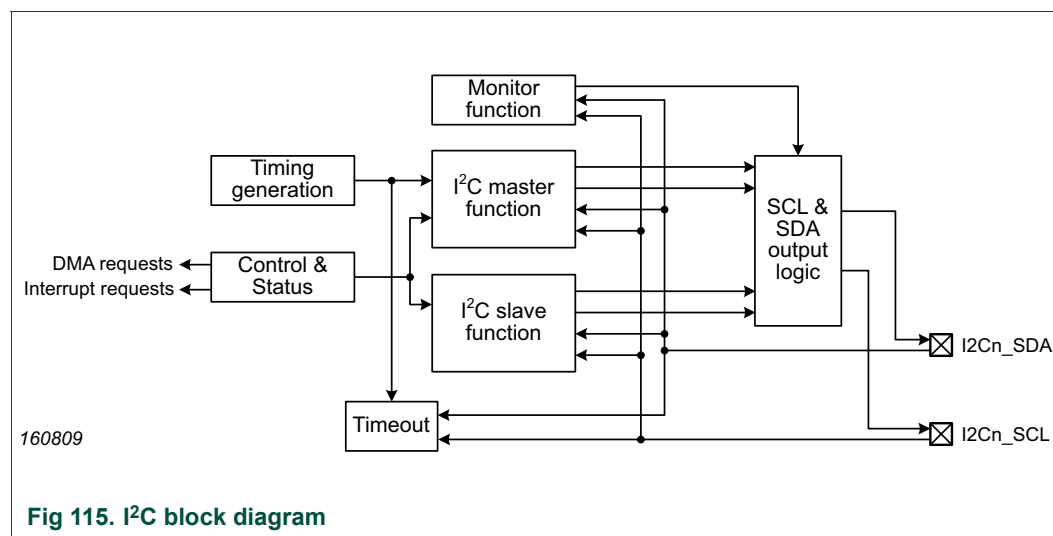 Monitor
function
Timing
generation
I²C master
function
SCL &
SDA
output
logic
DMA requests
Interrupt requests
Control &
Status
I²C slave
function
I2Cn_SDA
Timeout
I2Cn_SCL
160809
Fig 115. I²C block diagram